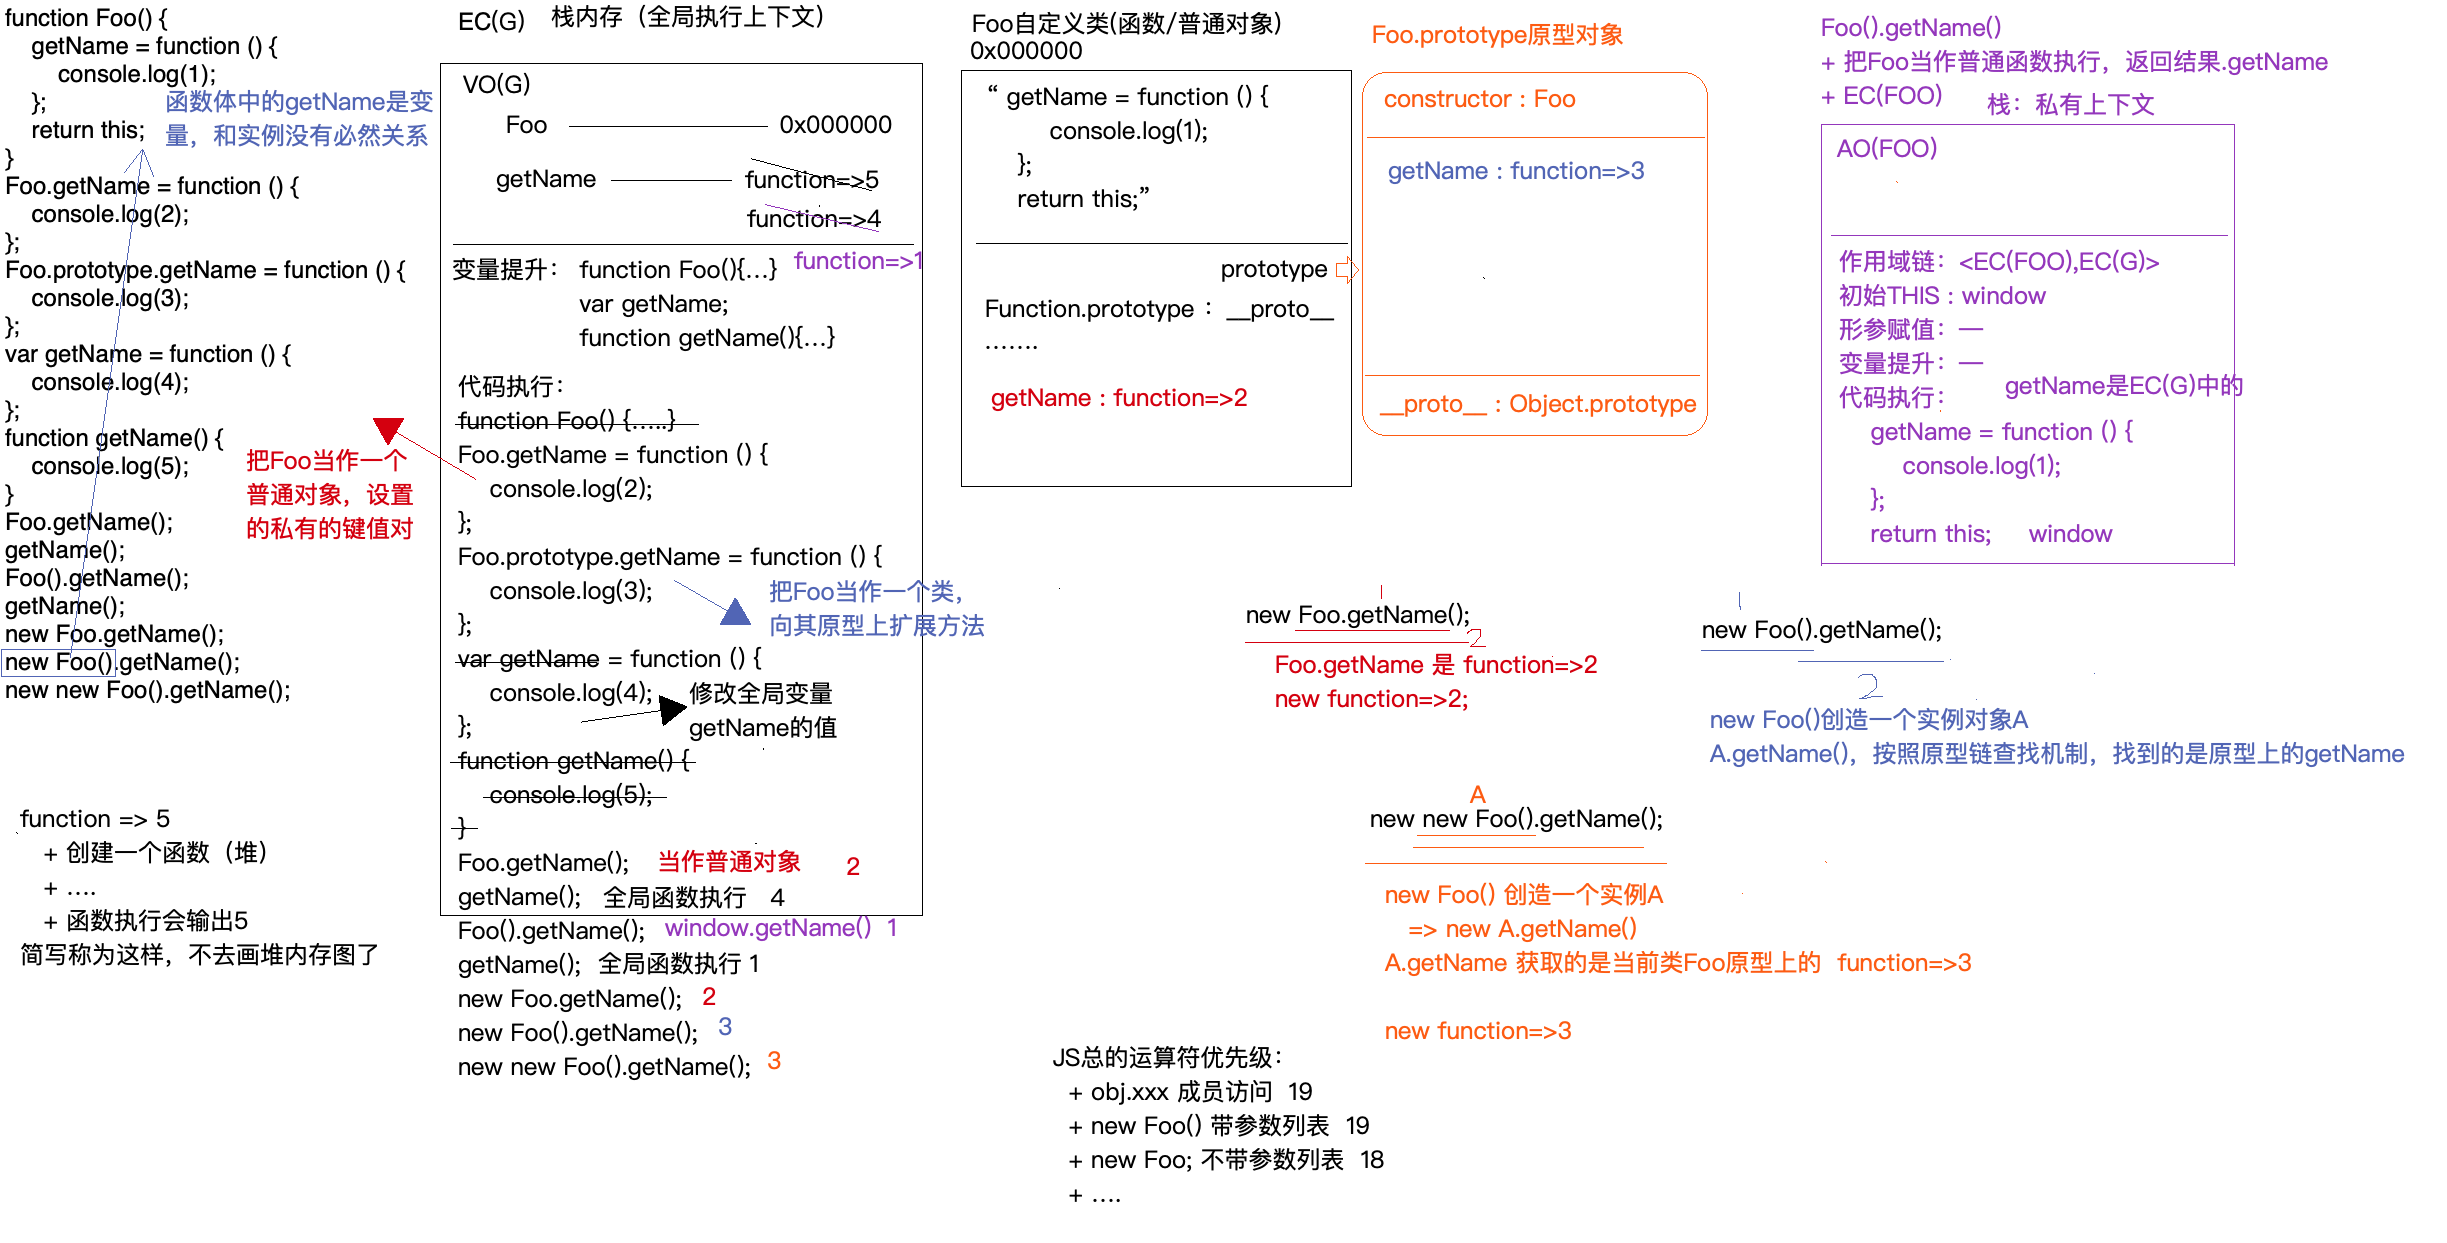 function Foo() {
getName = function () {
console.log(1);
};
函数体中的getName是变
量，和实例没有必然关系
return this;
}
Foo.getName = function () {
console.log(2);
};
Foo.prototype.getName = function () {
console.log(3);
};
var getName = function () {
console.log(4);
};
function getName() {
console.log(5);
}
把Foo当作一个
普通对象，设置
的私有的键值对
Foo.getName();
getName();
Foo().getName();
getName();
new Foo.getName();
new Foo().getName();
new new Foo().getName();
function => 5
+ 创建一个函数（堆）
+ ....
+ 函数执行会输出5
简写称为这样，不去画堆内存图了
EC(G) 栈内存（全局执行上下文）
VO(G)
Foo 0x000000
getName function=>5
function=>4
function=>1
变量提升： function Foo(){...}
var getName;
function getName(){...}
代码执行：
function Foo() {.....}
Foo.getName = function () {
console.log(2);
};
Foo.prototype.getName = function () {
console.log(3);
};
把Foo当作一个类，
向其原型上扩展方法
var getName = function () {
console.log(4);
};
修改全局变量
getName的值
function getName() {
console.log(5);
}
Foo.getName(); 当作普通对象 2
getName(); 全局函数执行 4
Foo().getName(); window.getName() 1
getName(); 全局函数执行 1
new Foo.getName(); 2
new Foo().getName(); 3
new new Foo().getName(); 3
Foo自定义类(函数/普通对象)
0x000000
“ getName = function () {
console.log(1);
};
return this;”
prototype
Function.prototype： __proto__
.......
getName : function=>2
Foo.prototype原型对象
constructor : Foo
getName : function=>3
__proto__ : Object.prototype
Foo().getName()
+ 把Foo当作普通函数执行，返回结果.getName
+ EC(FOO) 栈：私有上下文
AO(FOO)
作用域链：<EC(FOO),EC(G)>
初始THIS : window
形参赋值：—
变量提升：—
代码执行： getName是EC(G)中的
getName = function () {
console.log(1);
};
return this; window
1
new Foo.getName();
2
Foo.getName 是 function=>2
new function=>2;
1
new Foo().getName();
2
new Foo()创造一个实例对象A
A.getName()，按照原型链查找机制，找到的是原型上的getName
A
new new Foo().getName();
new Foo() 创造一个实例A
=> new A.getName()
A.getName 获取的是当前类Foo原型上的 function=>3
new function=>3
JS总的运算符优先级：
+ obj.xxx 成员访问 19
+ new Foo() 带参数列表 19
+ new Foo; 不带参数列表 18
+ ....